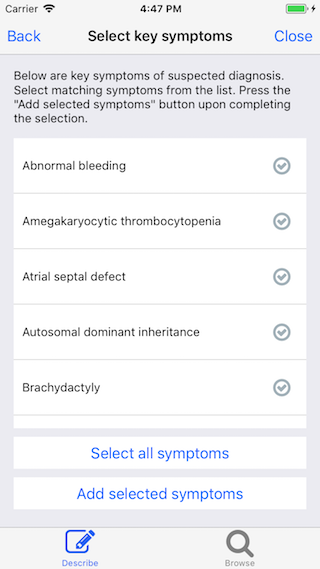 Carrier 4:47 PM
Back Select key symptoms Close
Below are key symptoms of suspected diagnosis.
Select matching symptoms from the list. Press the
"Add selected symptoms" button upon completing
the selection.
Abnormal bleeding
Amegakaryocytic thrombocytopenia
Atrial septal defect
Autosomal dominant inheritance
Brachydactyly
Select all symptoms
Add selected symptoms
Describe Browse